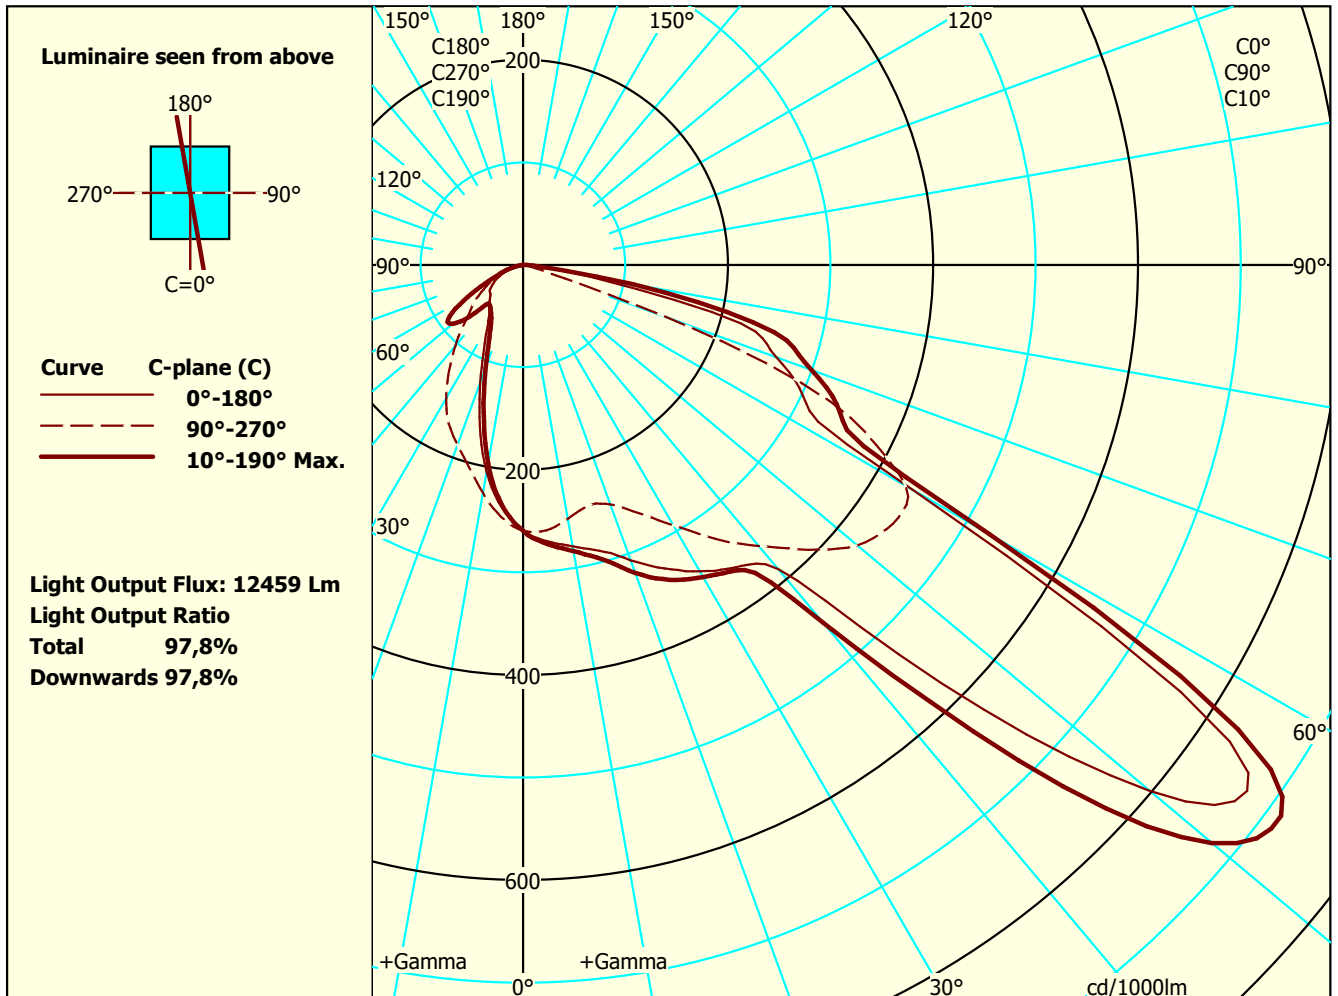 Luminaire seen from above
180°
270°
90°
C=0°
Curve C-plane (C)
0°-180°
90°-270°
10°-190° Max.
Light Output Flux: 12459 Lm
Light Output Ratio
Total 97,8%
Downwards 97,8%
150° 180° 150° 120°
C180°
C270°
C190°
C0°
C90°
C10°
200
120°
90° 90°
60°
200
30°
400
60°
600
+Gamma +Gamma
0° 30° cd/1000lm